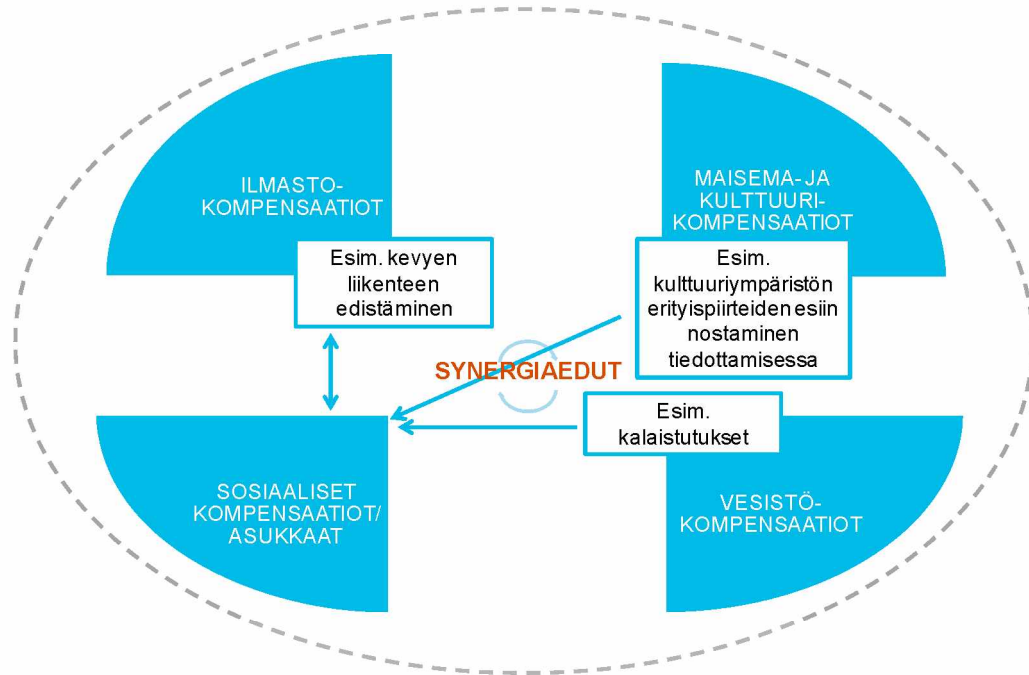 ILMASTO-
KOMPENSAATIOT
Esim. kevyen
liikenteen
edistäminen
MAISEMA- JA
KULTTUURI-
KOMPENSAATIOT
Esim.
kulttuuriympäristön
erityispiirteiden esiin
nostaminen
tiedottamisessa
SYNERGIAEDUT
SOSIAALISET
KOMPENSAATIOT/
ASUKKAAT
Esim.
kalaistutukset
VESISTÖ-
KOMPENSAATIOT